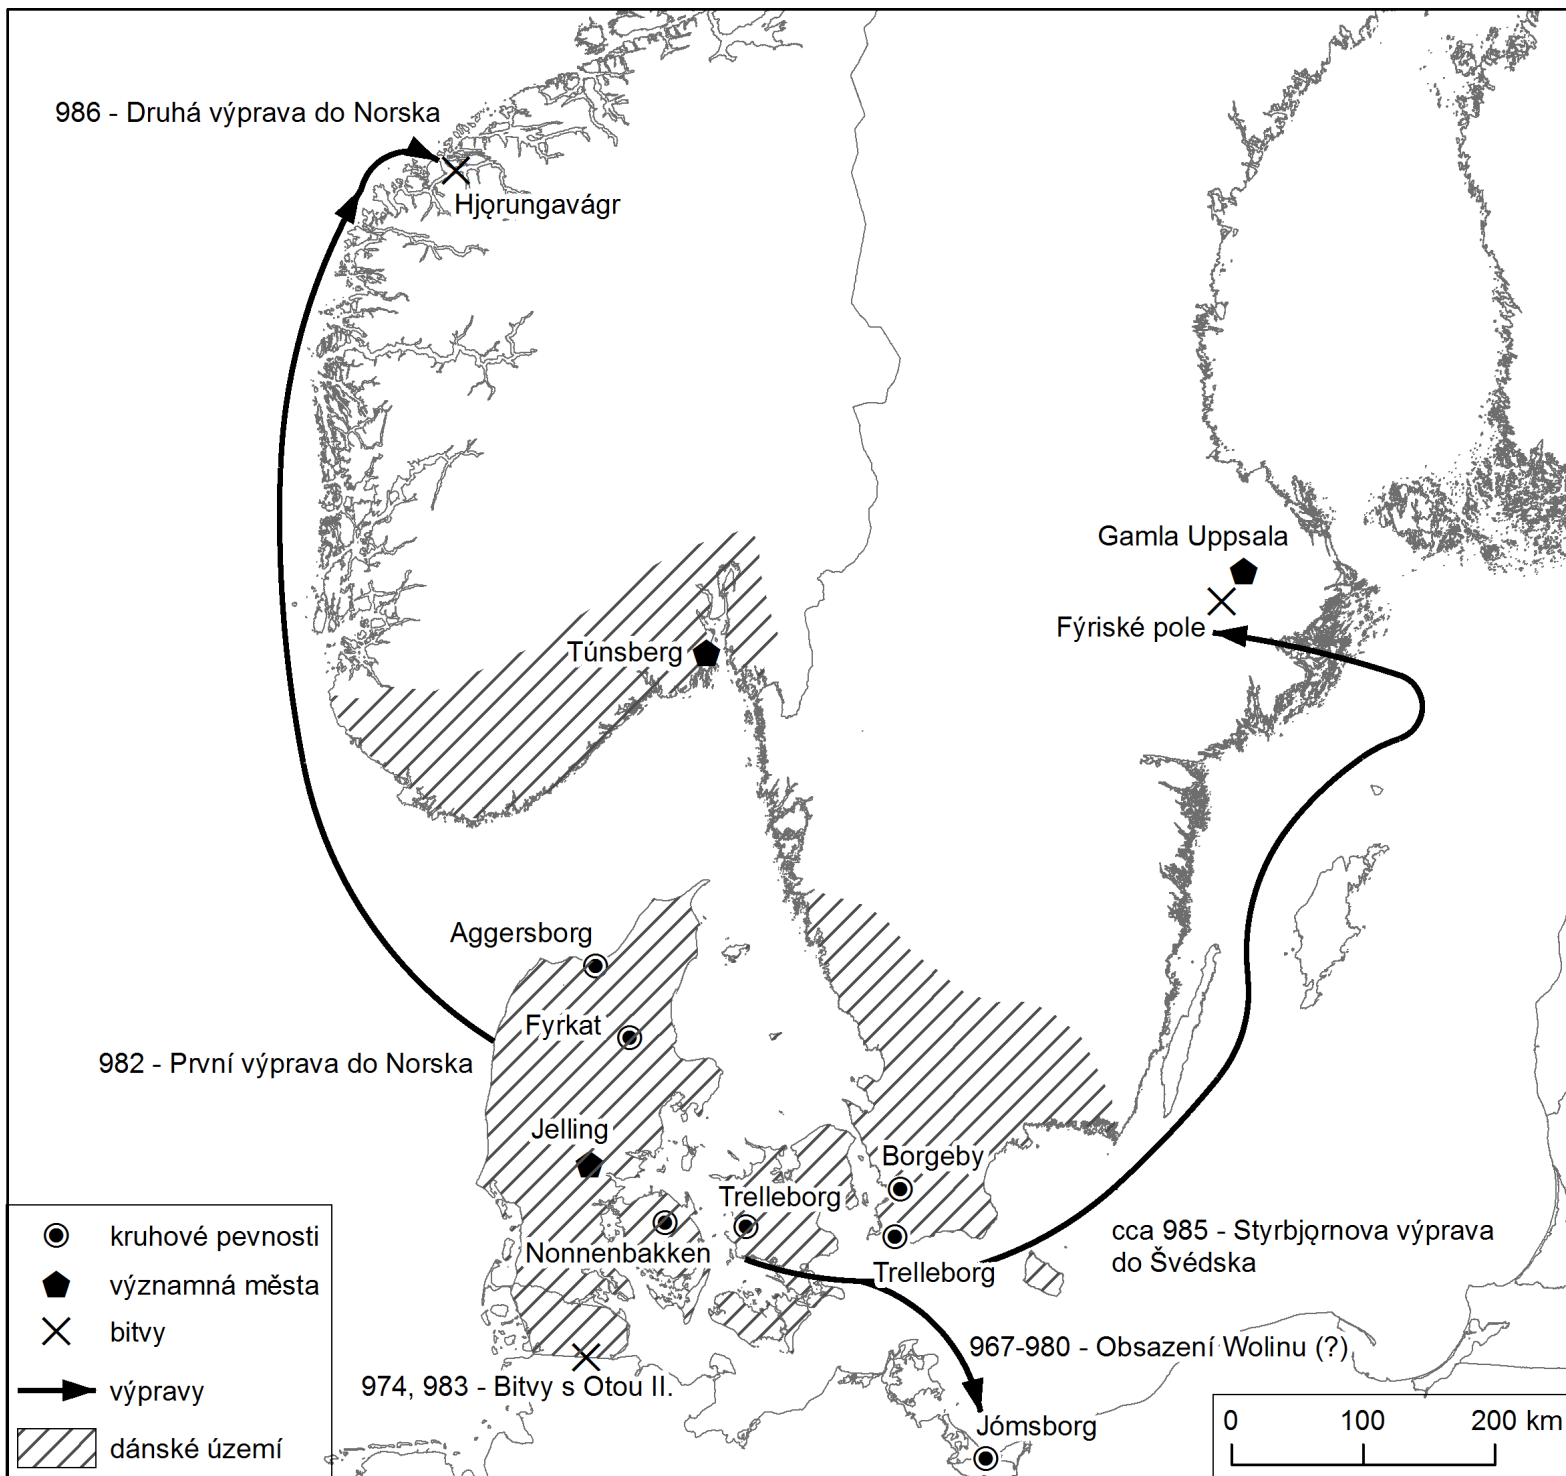 986 - Druhá výprava do Norska
Hjǫrungavágr
Gamla Uppsala
Fýriské pole
Túnsberg
Aggersborg
Fyrkat
982 - První výprava do Norska
Jelling
Borgeby
Trelleborg
Nonnenbakken
Trelleborg
cca 985 - Styrbjǫrnova výprava
do Švédska
967-980 - Obsazení Wolinu (?)
974, 983 - Bitvy s Otou II.
Jómsborg
kruhové pevnosti
významná města
bitvy
výpravy
dánské území
0 100 200 km